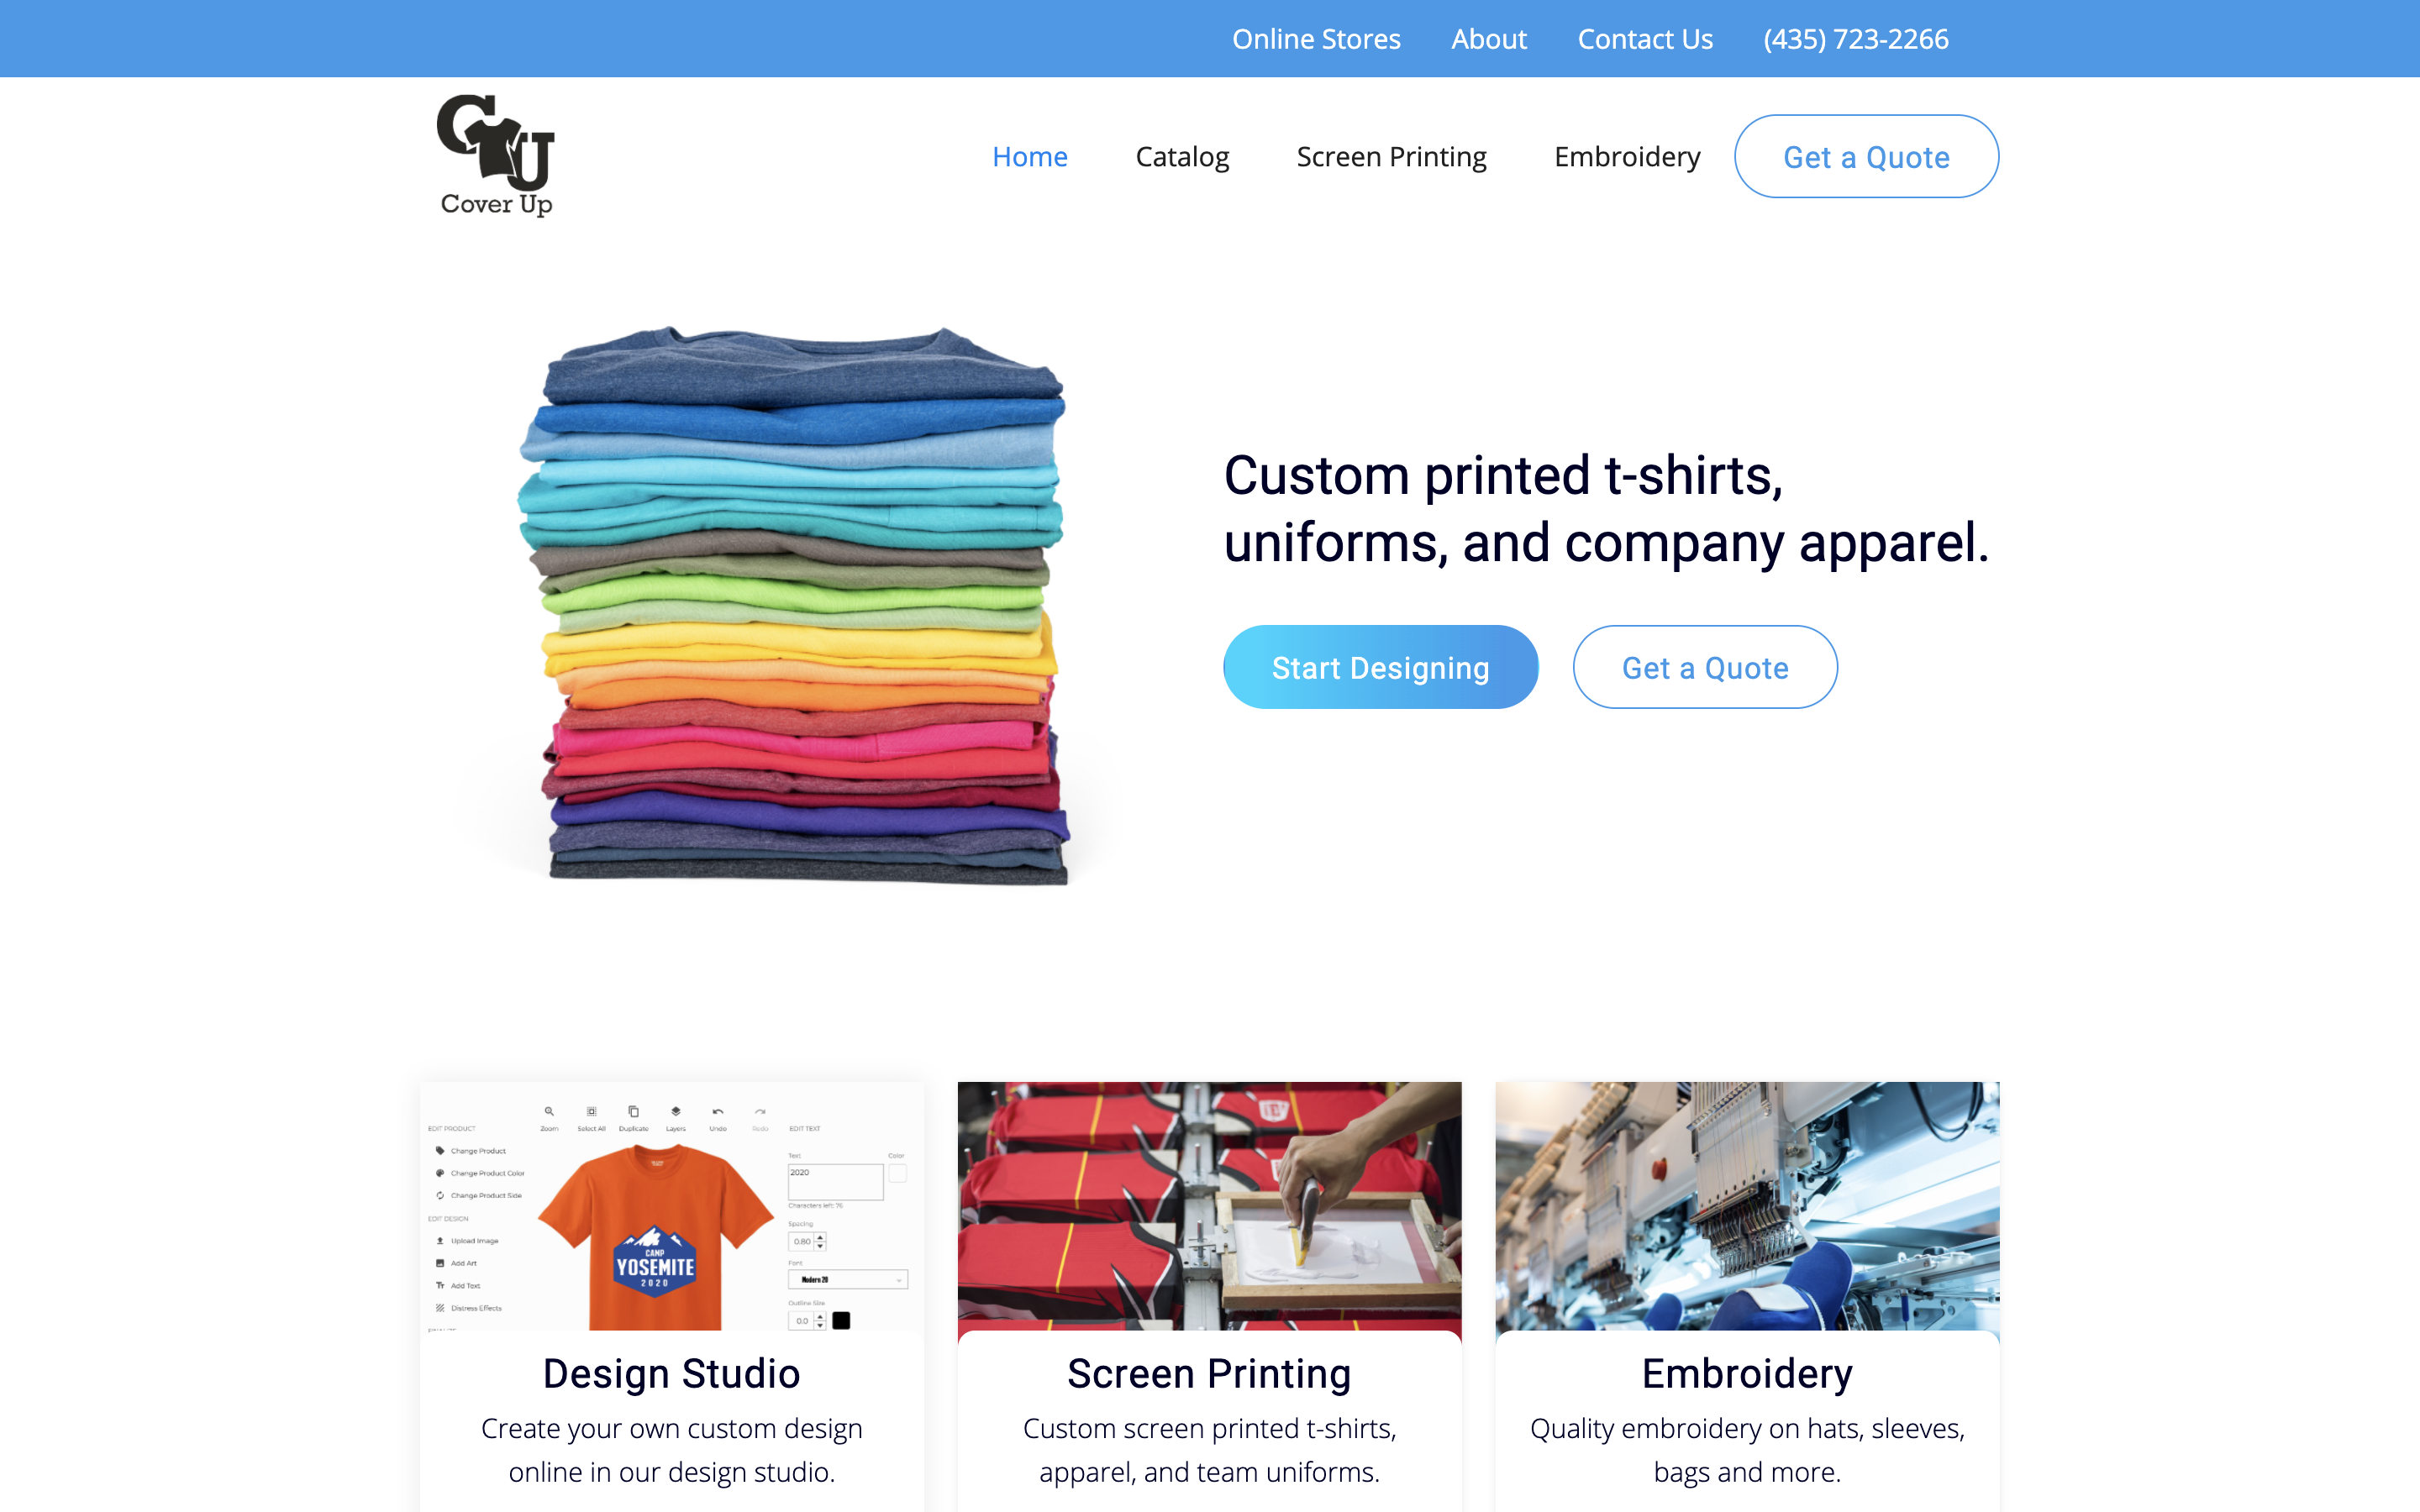 Online Stores About Contact Us (435) 723-2266
CU
Cover Up
Home Catalog Screen Printing Embroidery Get a Quote
Custom printed t-shirts,
uniforms, and company apparel.
Start Designing Get a Quote
Zoom Select All Duplicate Layers Undo Redo
EDIT PRODUCT
Change Product
Change Product Color
Change Product Side
EDIT DESIGN
Upload Image
Add Art
Add Text
Distress Effects
CAMP
YOSEMITE
2020
EDIT TEXT
Text Color
2020
Characters left: 76
Spacing
0.80
Font
Modern 20
Outline Size
0.0
Design Studio
Create your own custom design
online in our design studio.
Screen Printing
Custom screen printed t-shirts,
apparel, and team uniforms.
Embroidery
Quality embroidery on hats, sleeves,
bags and more.